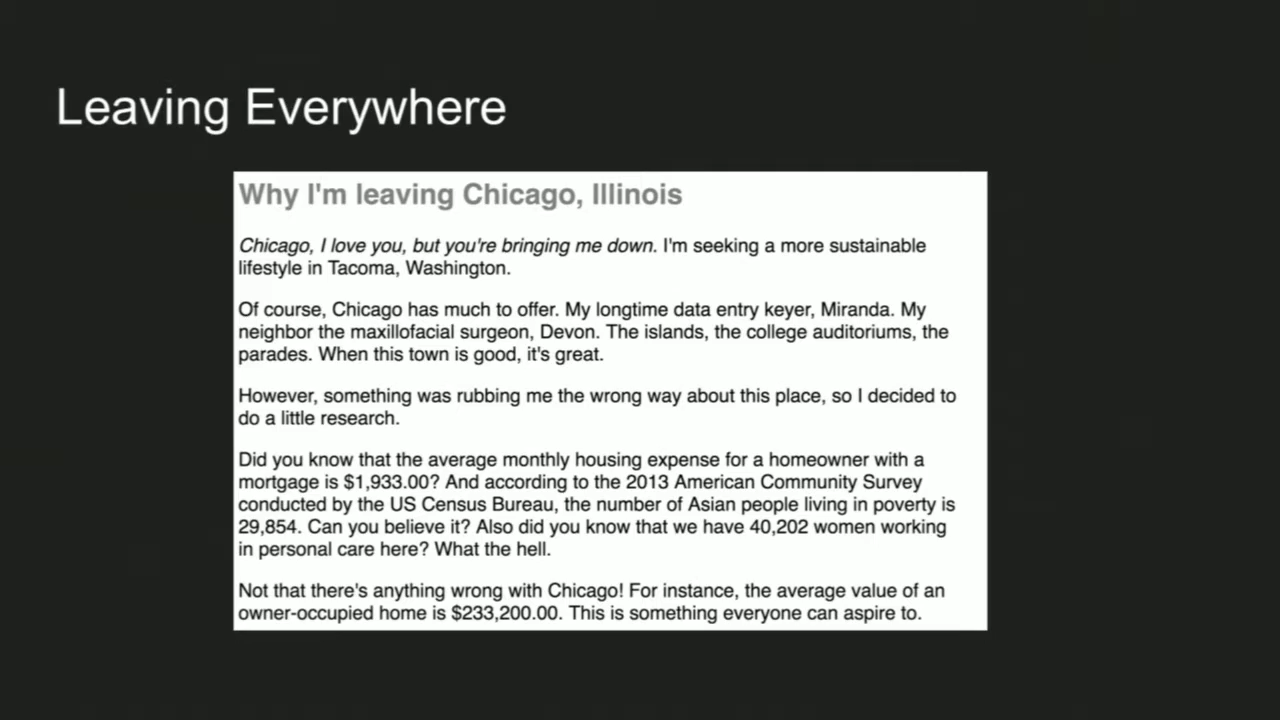 Leaving Everywhere
Why I'm leaving Chicago, Illinois
Chicago, I love you, but you're bringing me down. I'm seeking a more sustainable
lifestyle in Tacoma, Washington.
Of course, Chicago has much to offer. My longtime data entry keyer, Miranda. My
neighbor the maxillofacial surgeon, Devon. The islands, the college auditoriums, the
parades. When this town is good, it's great.
However, something was rubbing me the wrong way about this place, so I decided to
do a little research.
Did you know that the average monthly housing expense for a homeowner with a
mortgage is $1,933.00? And according to the 2013 American Community Survey
conducted by the US Census Bureau, the number of Asian people living in poverty is
29,854. Can you believe it? Also did you know that we have 40,202 women working
in personal care here? What the hell.
Not that there's anything wrong with Chicago! For instance, the average value of an
owner-occupied home is $233,200.00. This is something everyone can aspire to.